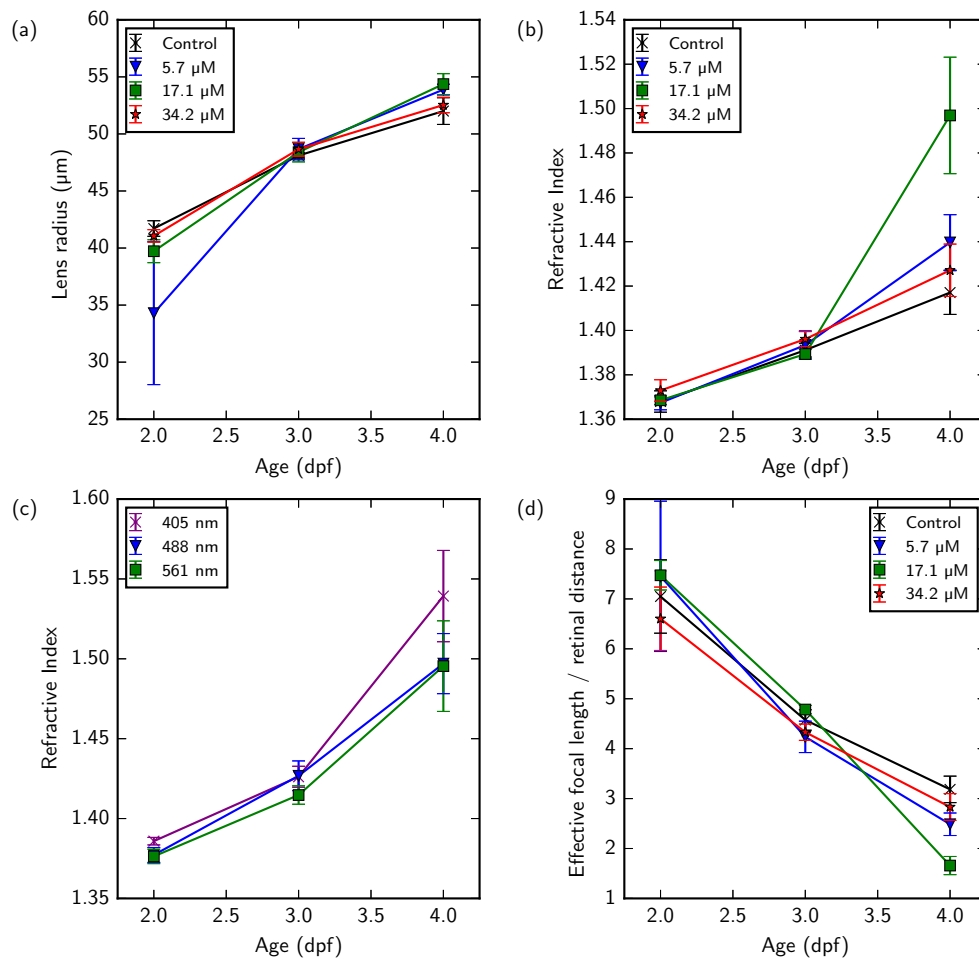 (a)
60
55
50
45
40
35
30
25
Lens radius (µm)
Control
5.7 µM
17.1 µM
34.2 µM
2.0 2.5 3.0 3.5 4.0
Age (dpf)
(b)
1.54
1.52
1.50
1.48
1.46
1.44
1.42
1.40
1.38
1.36
Refractive Index
Control
5.7 µM
17.1 µM
34.2 µM
2.0 2.5 3.0 3.5 4.0
Age (dpf)
(c)
1.60
1.55
1.50
1.45
1.40
1.35
Refractive Index
405 nm
488 nm
561 nm
2.0 2.5 3.0 3.5 4.0
Age (dpf)
(d)
9
8
7
6
5
4
3
2
1
Effective focal length / retinal distance
Control
5.7 µM
17.1 µM
34.2 µM
2.0 2.5 3.0 3.5 4.0
Age (dpf)